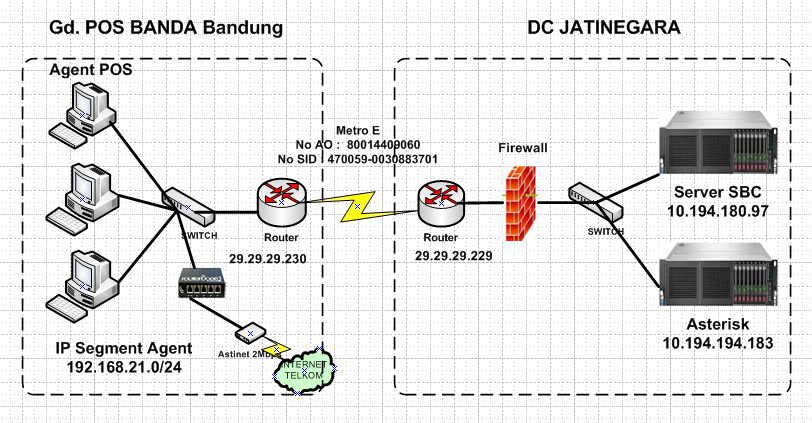 Gd. POS BANDA Bandung
DC JATINEGARA
Agent POS
Metro E
No AO : 80014409060
No SID : 470059-0030883701
Firewall
SWITCH
Router
29.29.29.230
Router
29.29.29.229
SWITCH
Server SBC
10.194.180.97
routerboard
IP Segment Agent
192.168.21.0/24
Astinet 2Mb
INTERNET
TELKOM
Asterisk
10.194.194.183